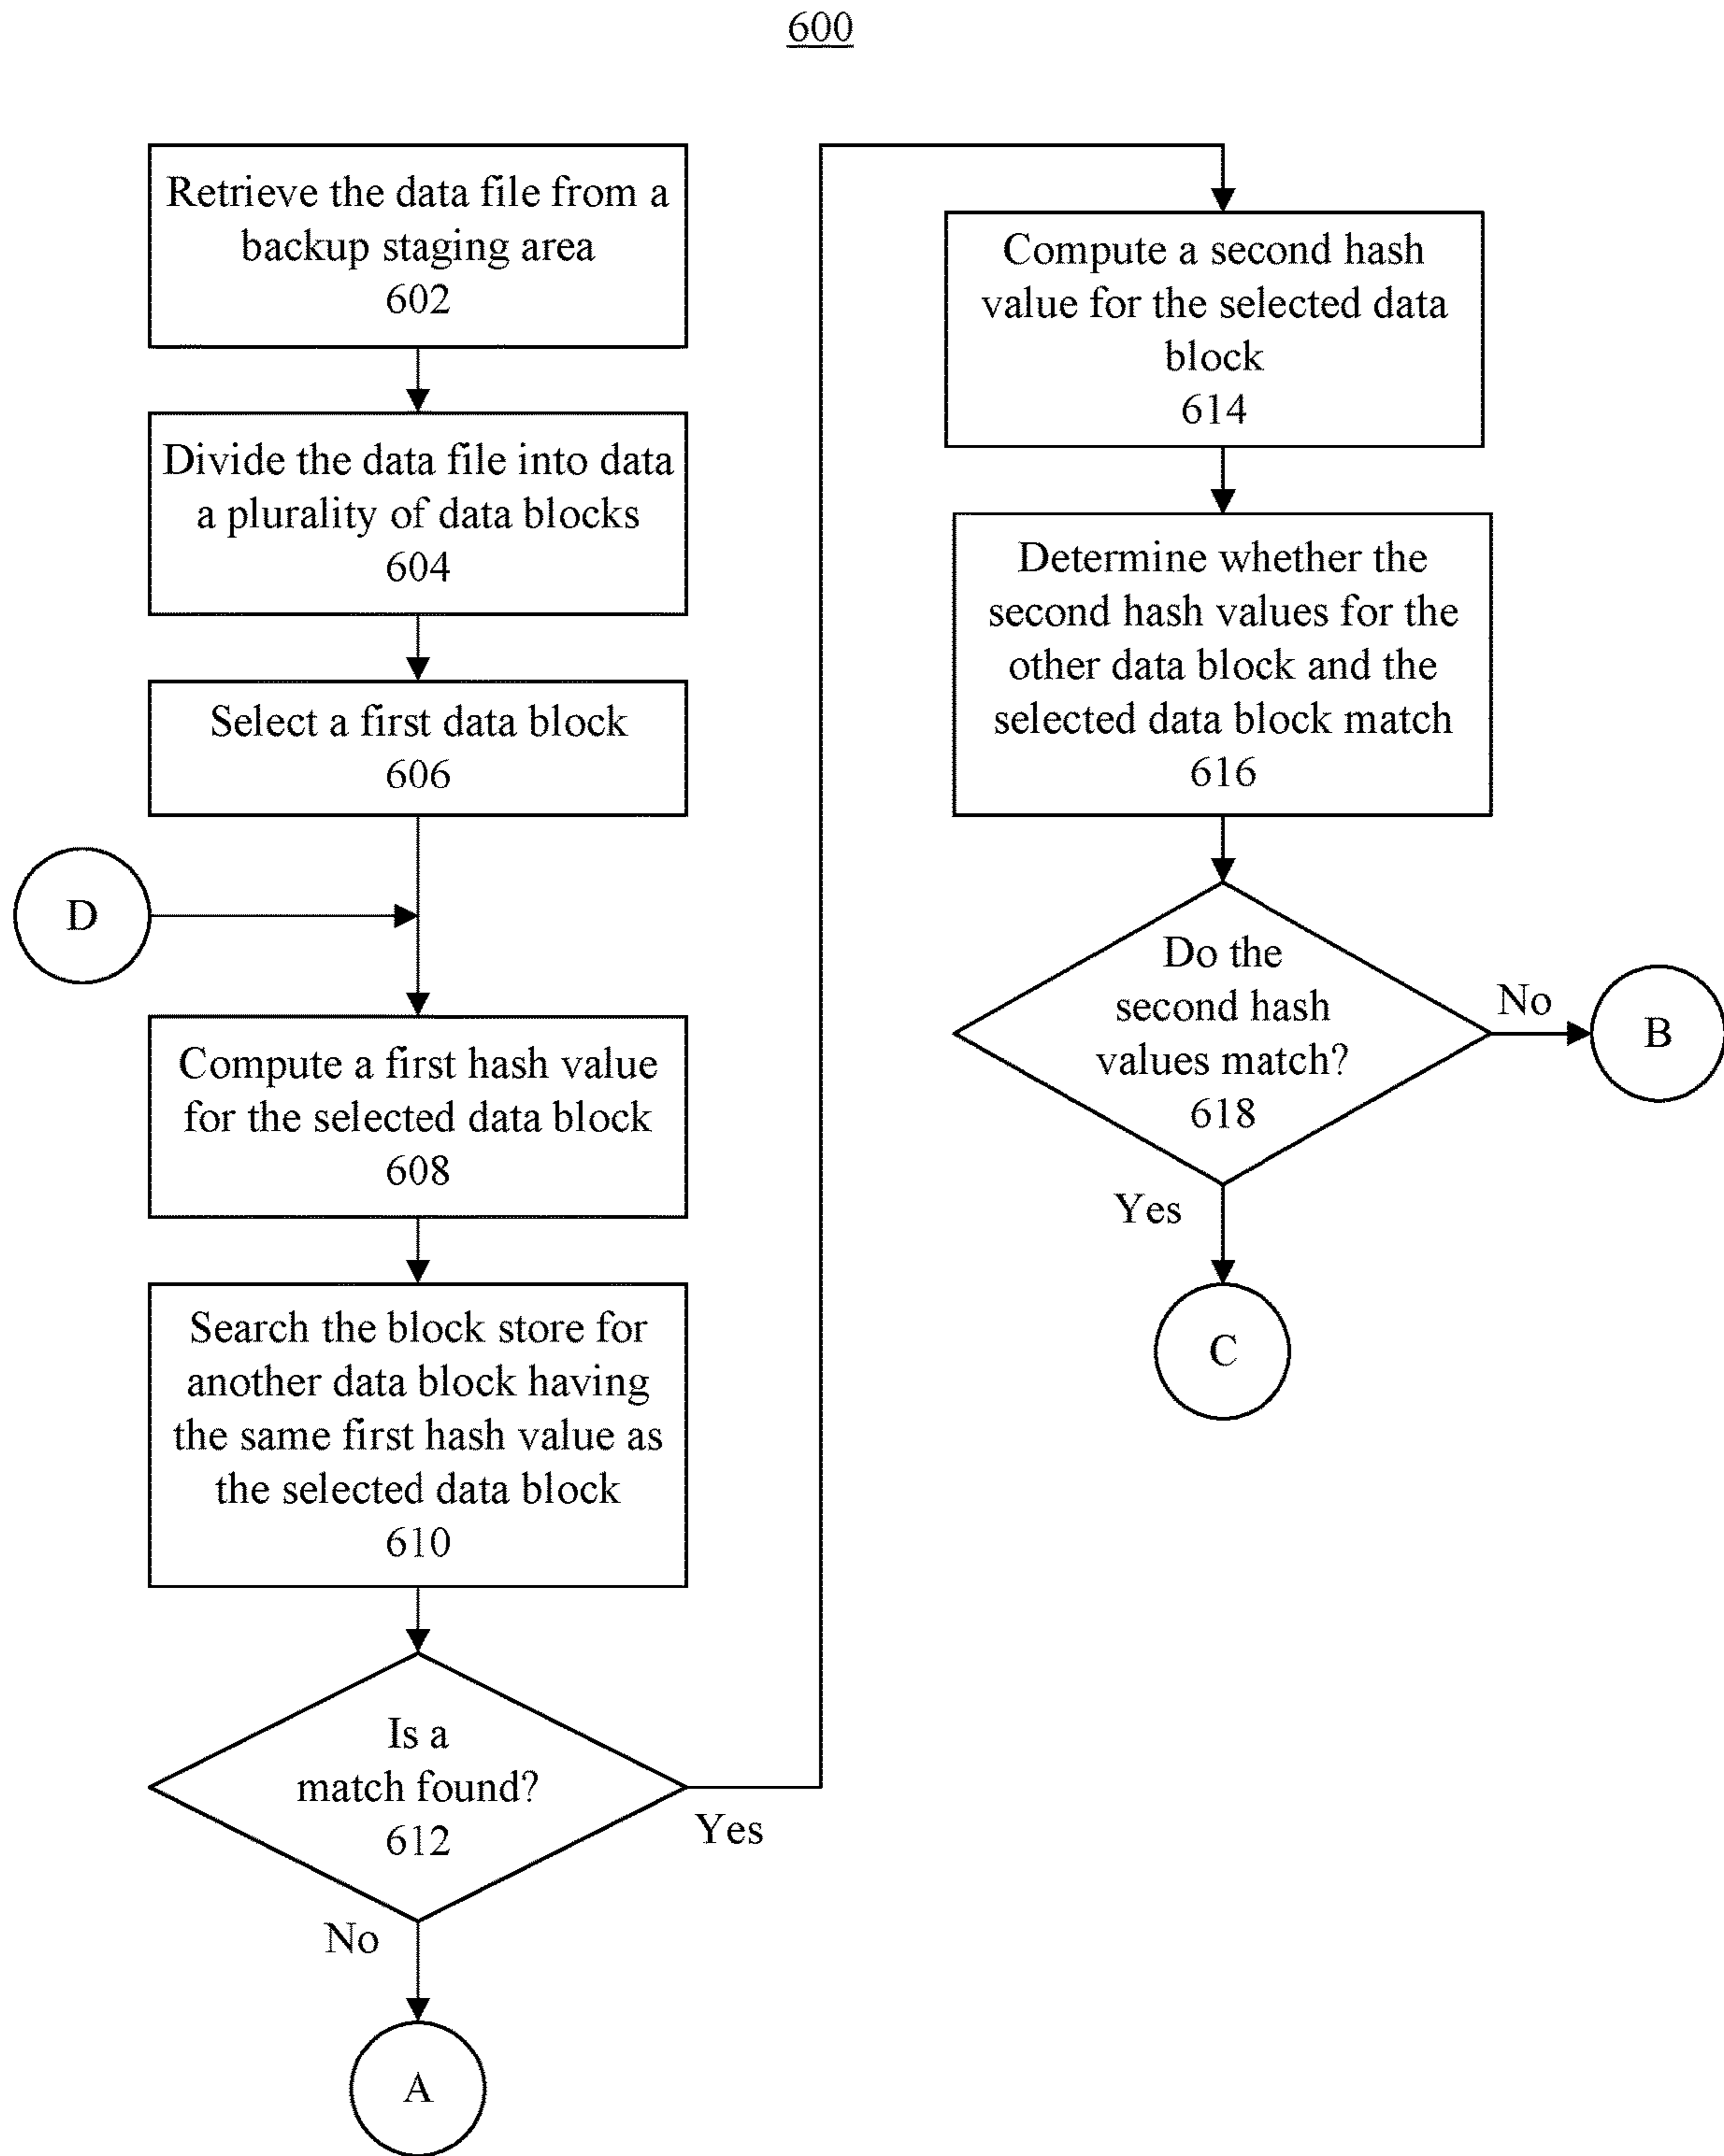 600
Retrieve the data file from a
backup staging area
602
Divide the data file into data
a plurality of data blocks
604
Select a first data block
606
D
Compute a first hash value
for the selected data block
608
Search the block store for
another data block having
the same first hash value as
the selected data block
610
Is a
match found?
612
Yes
No
A
Compute a second hash
value for the selected data
block
614
Determine whether the
second hash values for the
other data block and the
selected data block match
616
Do the
second hash
values match?
618
No
B
Yes
C